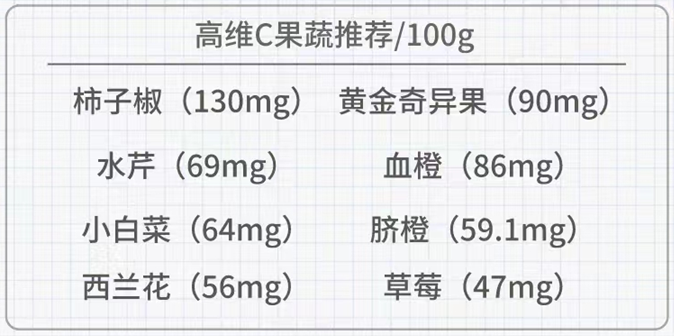 高维C果蔬推荐/100g
柿子椒（130mg） 黄金奇异果（90mg）
水芹（69mg） 血橙（86mg）
小白菜（64mg） 脐橙（59.1mg）
西兰花（56mg） 草莓（47mg）